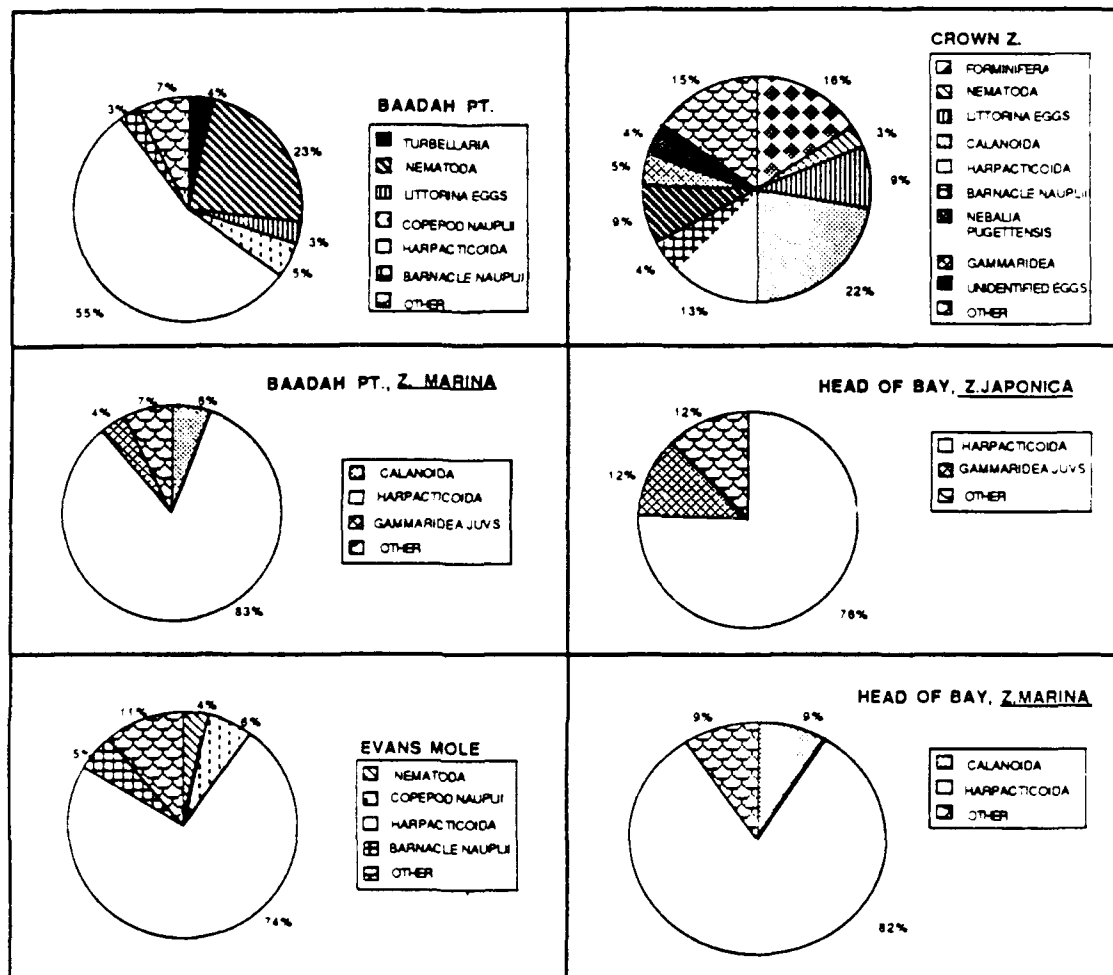 BAADAH PT.
7%
4%
3%
23%
3%
5%
55%
TURBELLARIA
NEMATODA
LITTORINA EGGS
COPEPOD NAUPLII
HARPACTICOIDA
BARNACLE NAUPLII
OTHER
CROWN Z.
15%
16%
4%
3%
5%
9%
9%
4%
22%
13%
FORMINIFERA
NEMATODA
LITTORINA EGGS
CALANOIDA
HARPACTICOIDA
BARNACLE NAUPLII
NEBALIA
PUGETTENSIS
GAMMARIDEA
UNIDENTIFIED EGGS
OTHER
BAADAH PT., Z. MARINA
4%
7%
6%
83%
CALANOIDA
HARPACTICOIDA
GAMMARIDEA JUVS
OTHER
HEAD OF BAY, Z.JAPONICA
12%
12%
76%
HARPACTICOIDA
GAMMARIDEA JUVS
OTHER
EVANS MOLE
11%
4%
6%
5%
74%
NEMATODA
COPEPOD NAUPLII
HARPACTICOIDA
BARNACLE NAUPLII
OTHER
HEAD OF BAY, Z.MARINA
9%
9%
82%
CALANOIDA
HARPACTICOIDA
OTHER